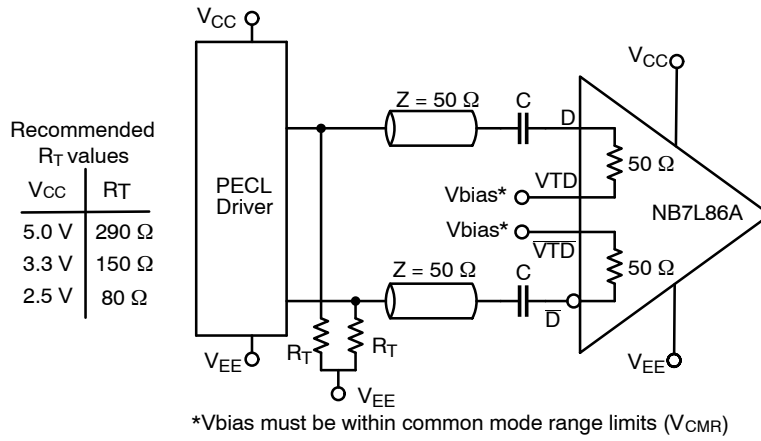 Recommended
RT values
VCC RT
5.0 V 290 Ω
3.3 V 150 Ω
2.5 V 80 Ω
VCC
PECL
Driver
VEE
Z = 50 Ω
C
D
VCC
50 Ω
Vbias*
VTD
NB7L86A
Vbias*
VTD
50 Ω
Z = 50 Ω
C
D
RT
RT
VEE
VEE
*Vbias must be within common mode range limits (VCMR)